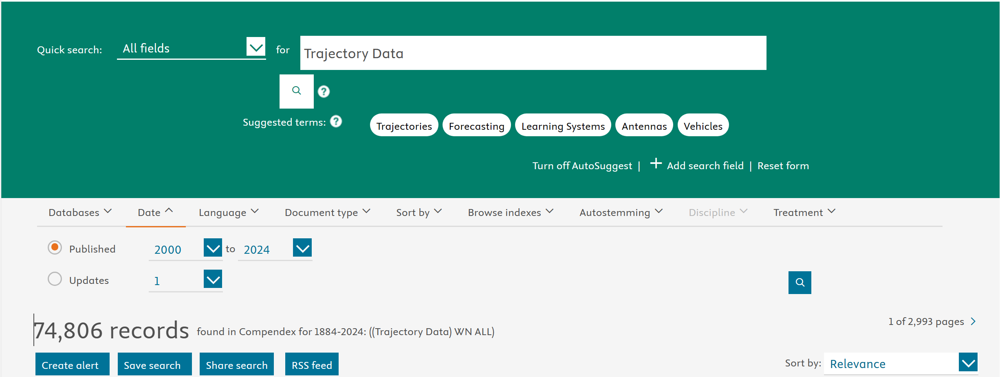 Quick search: All fields for Trajectory Data
?
Suggested terms: ? Trajectories Forecasting Learning Systems Antennas Vehicles
Turn off AutoSuggest | + Add search field | Reset form
Databases Date Language Document type Sort by Browse indexes Autostemming Discipline Treatment
Published 2000 to 2024
Updates 1
1 of 2,993 pages
74,806 records found in Compendex for 1884-2024: ((Trajectory Data) WN ALL)
Create alert Save search Share search RSS feed Sort by: Relevance